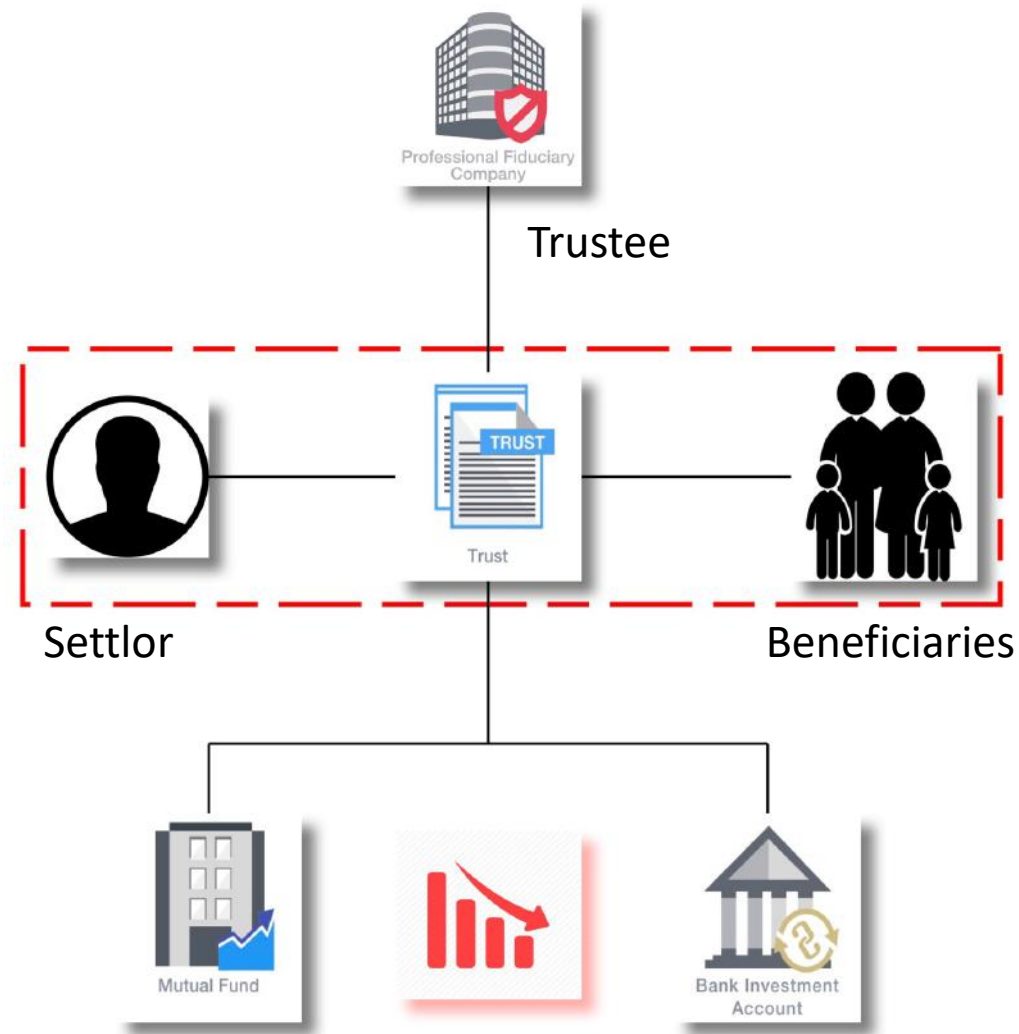 Professional Fiduciary
Company
Trustee
TRUST
Trust
Settlor
Beneficiaries
Mutual Fund
Bank Investment
Account